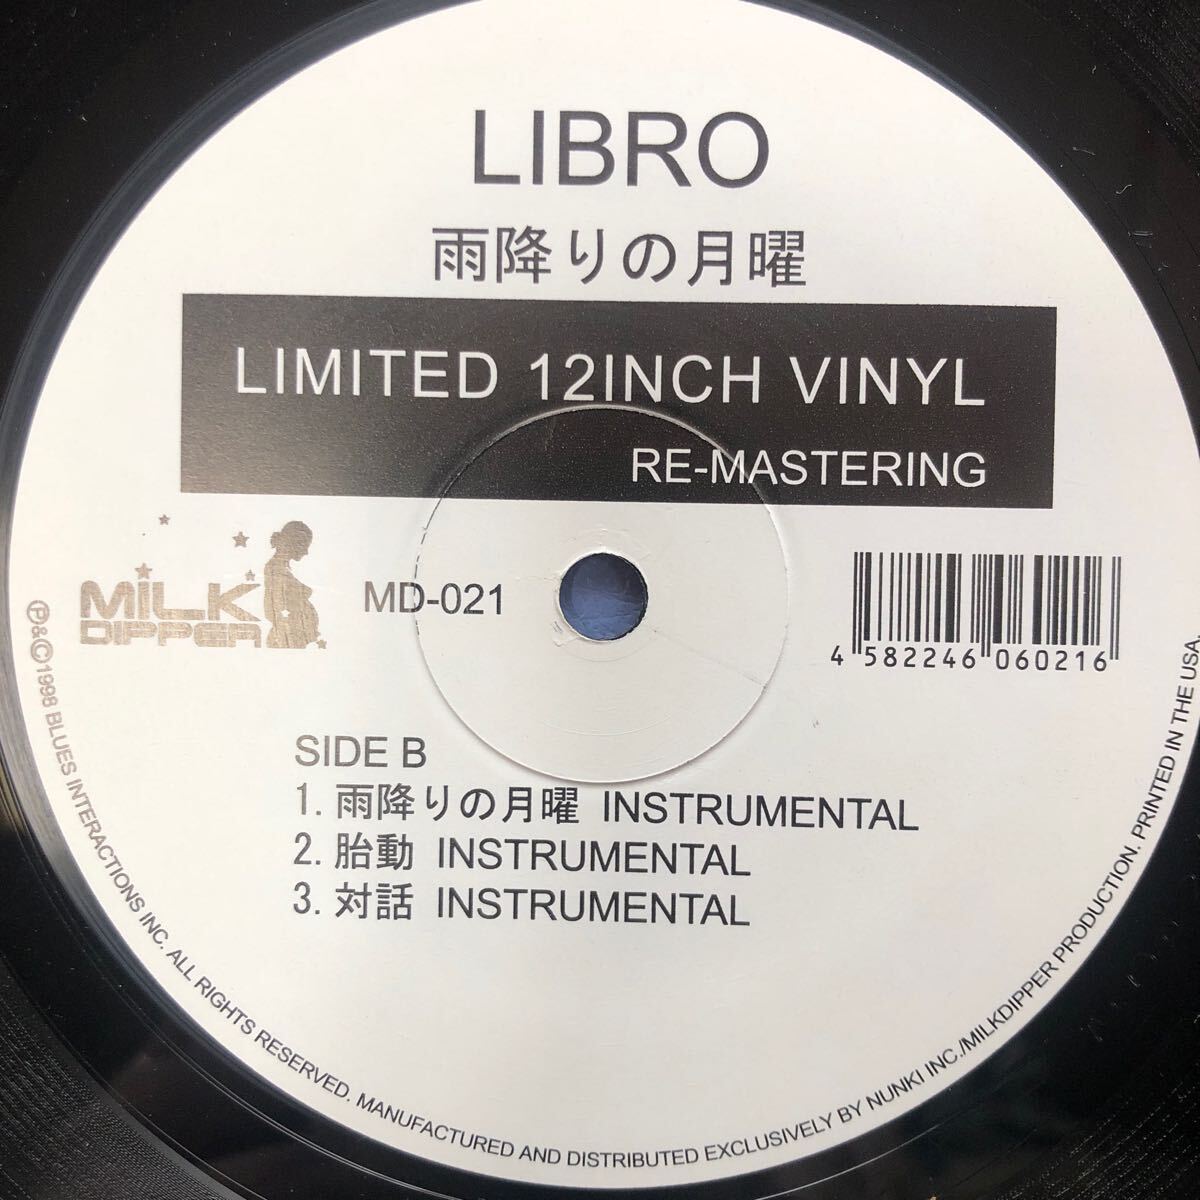 LIBRO
雨降りの月曜
LIMITED 12INCH VINYL
RE-MASTERING
MiLK
DIPPER
MD-021
4 582246 060216
SIDE B
1. 雨降りの月曜 INSTRUMENTAL
2. 胎動 INSTRUMENTAL
3. 対話 INSTRUMENTAL
℗&©1998 BLUES INTERACTIONS INC. ALL RIGHTS RESERVED. MANUFACTURED AND DISTRIBUTED EXCLUSIVELY BY NUNKI INC./MILKDIPPER PRODUCTION. PRINTED IN THE USA.